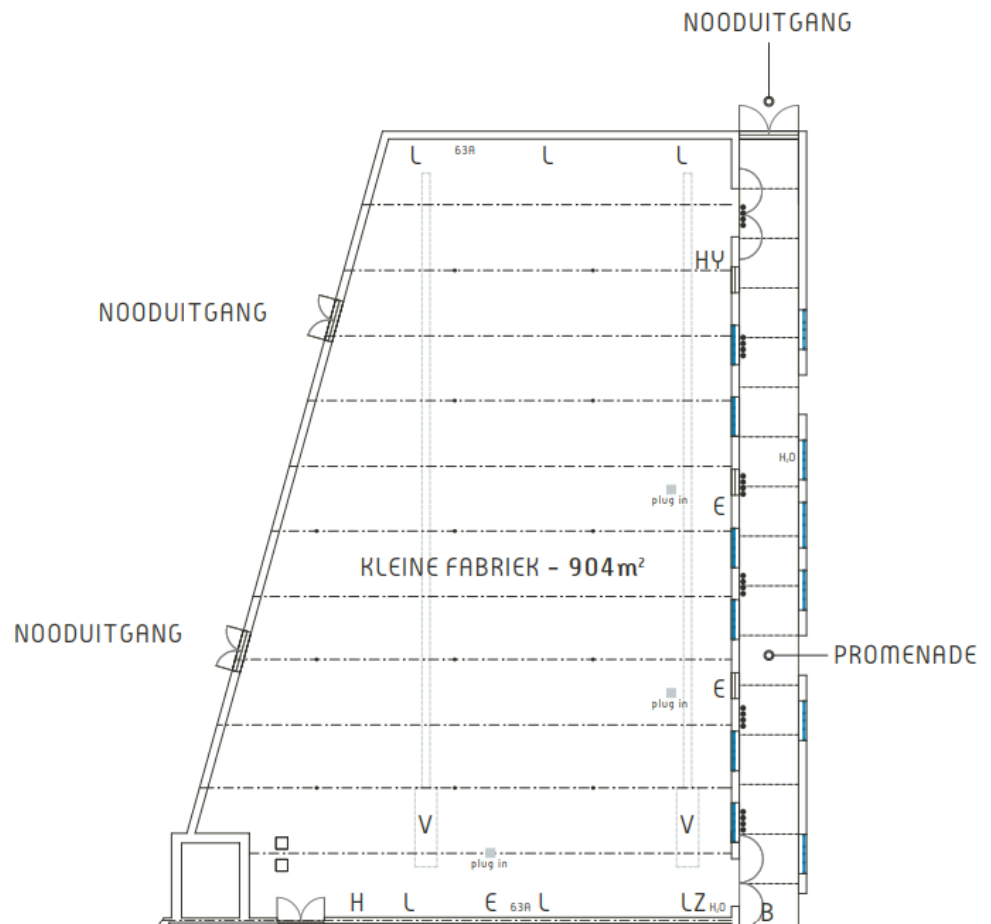 NOODUITGANG
L 63A L L
HY
NOODUITGANG
H₂O
plug in
E
KLEINE FABRIEK - 904m²
NOODUITGANG
PROMENADE
E
plug in
V V
plug in
H L E 63A L LZ H₂O B